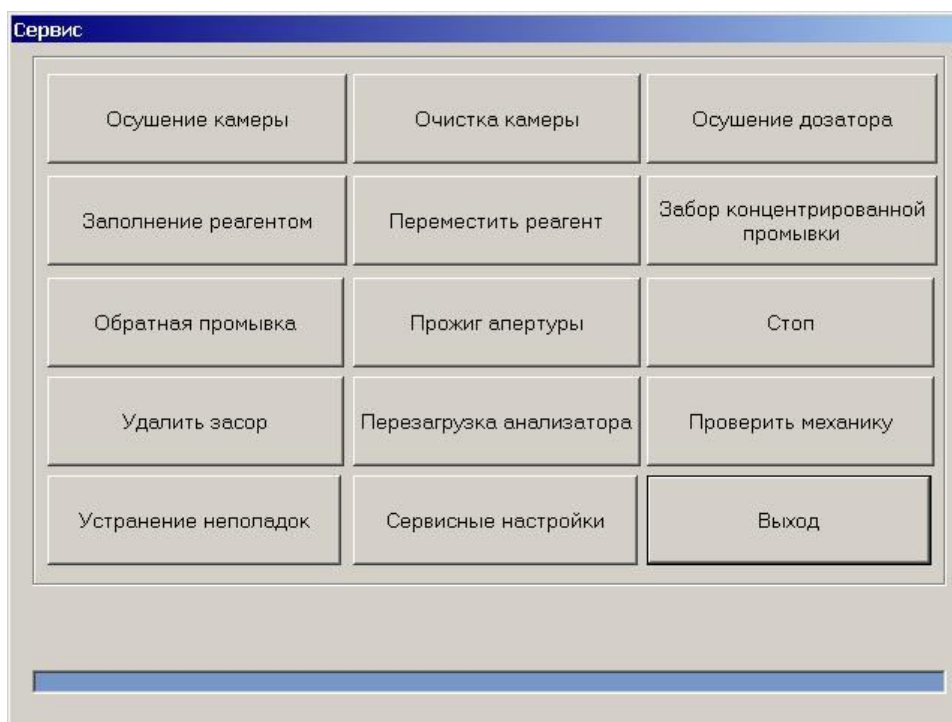 Сервис
Осушение камеры
Очистка камеры
Осушение дозатора
Заполнение реагентом
Переместить реагент
Забор концентрированной
промывки
Обратная промывка
Прожиг апертуры
Стоп
Удалить засор
Перезагрузка анализатора
Проверить механику
Устранение неполадок
Сервисные настройки
Выход